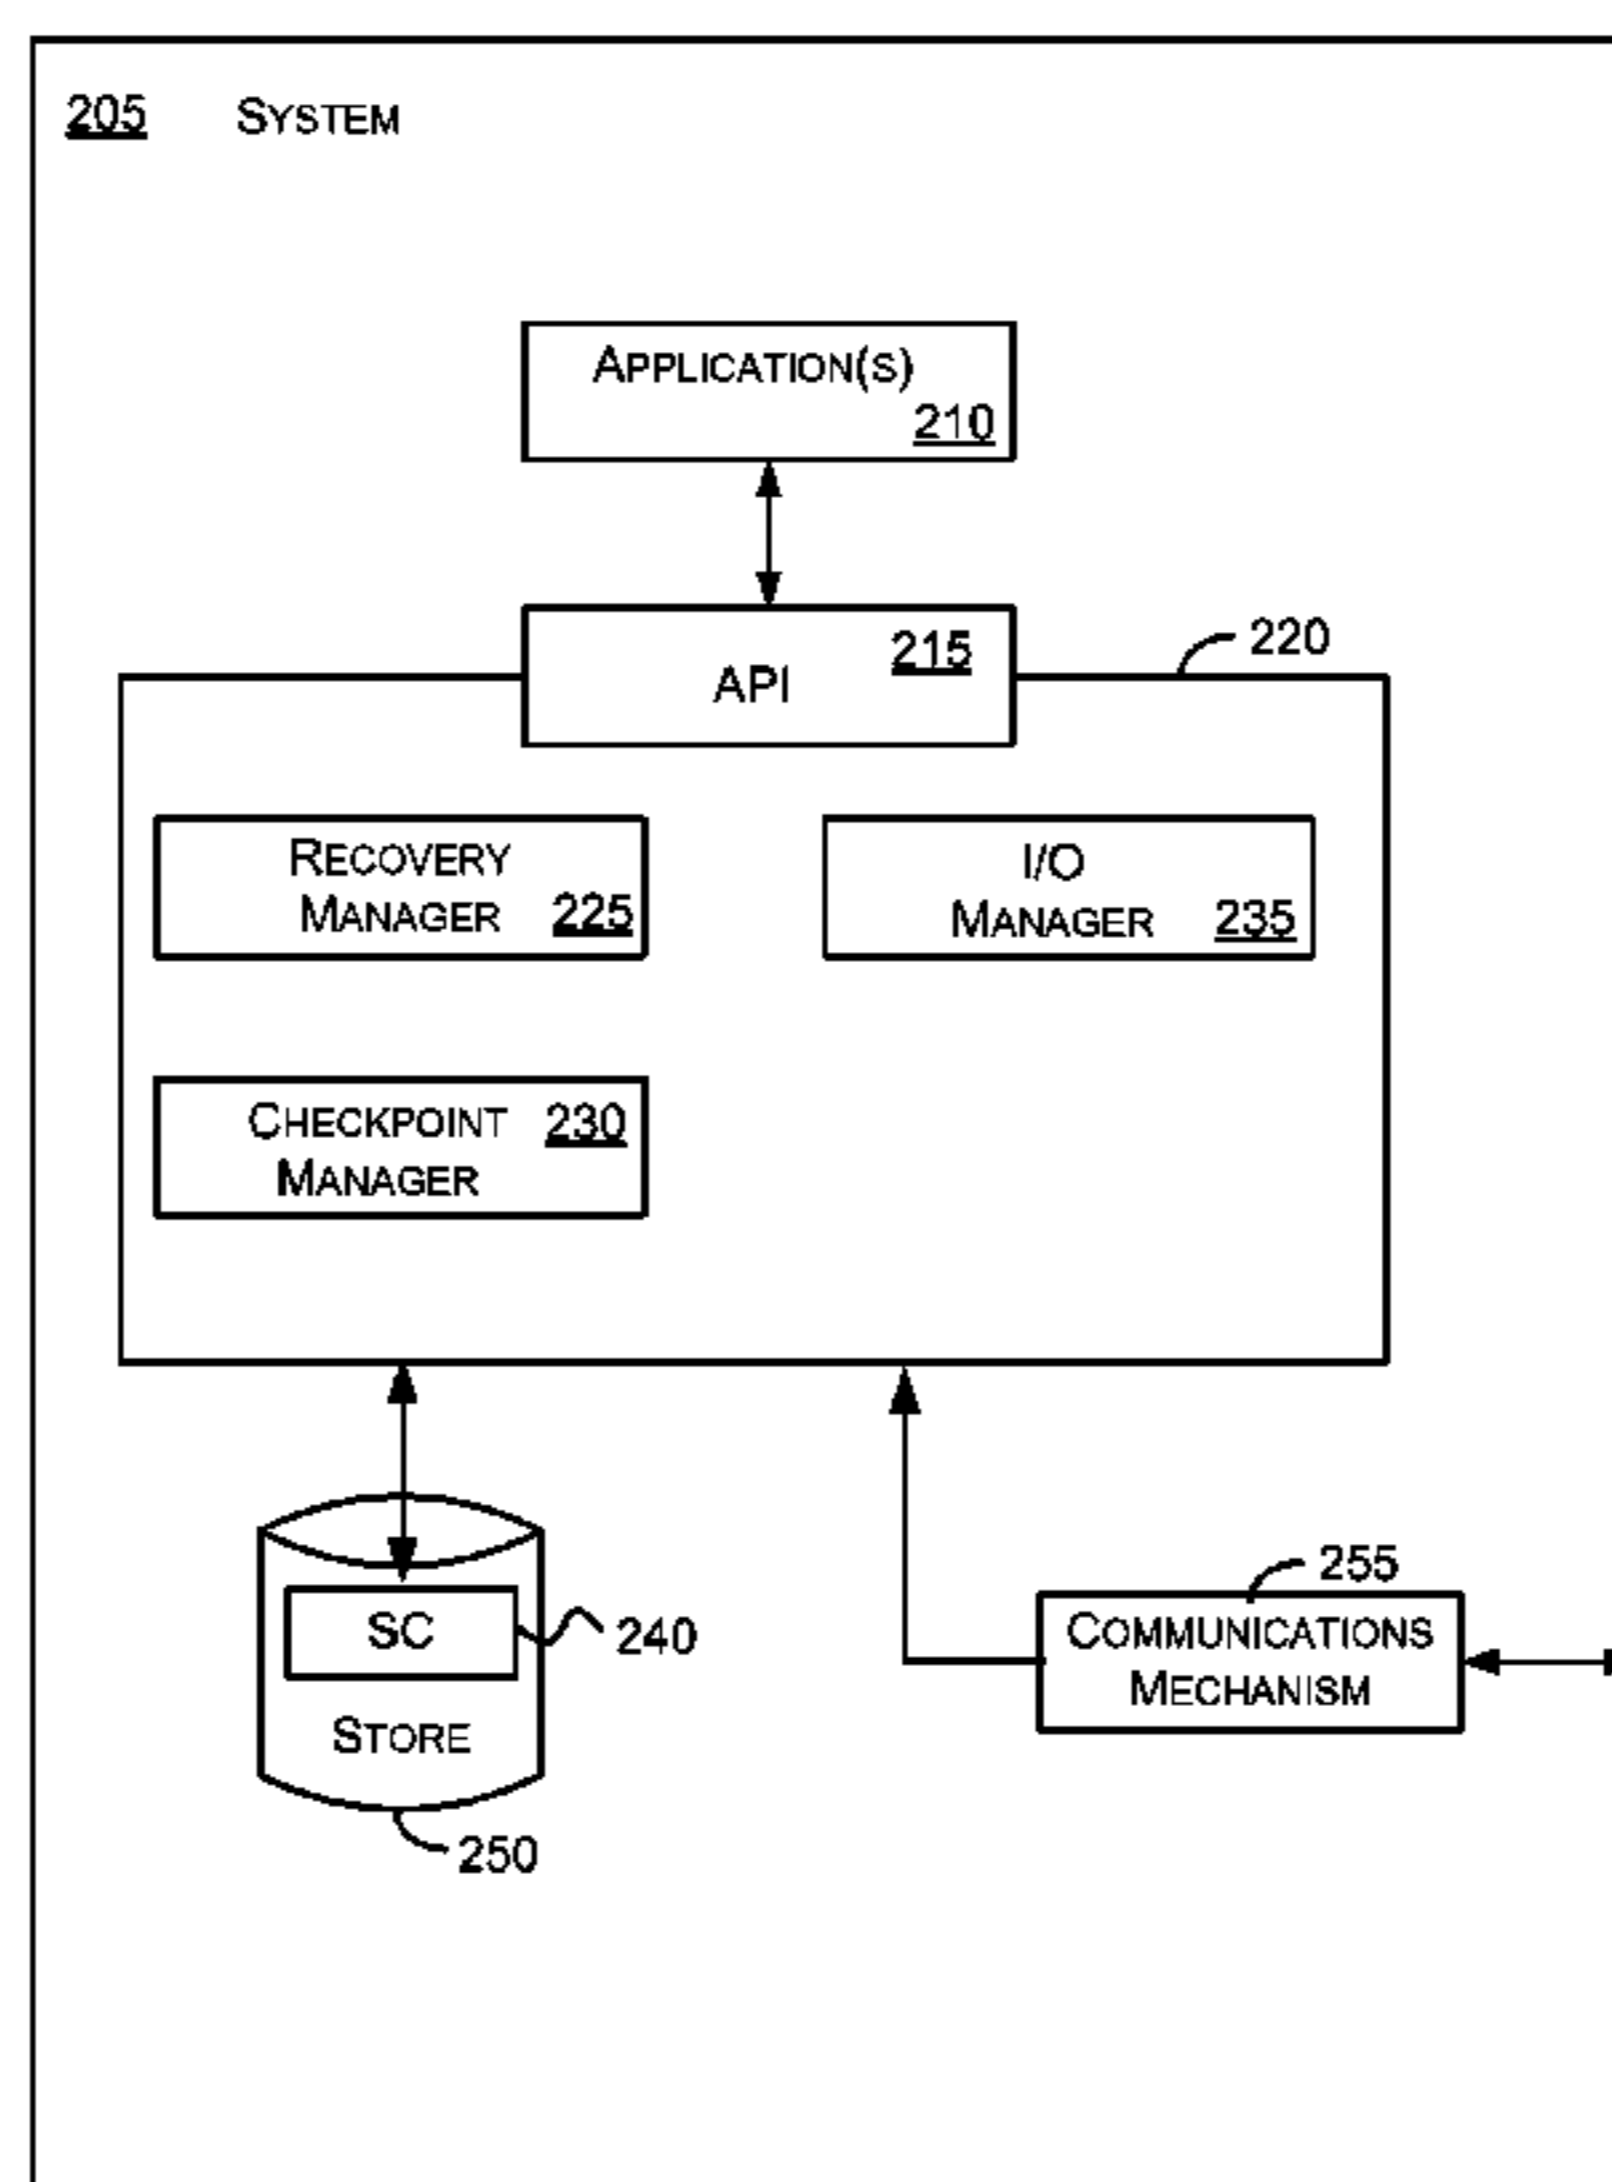 205 SYSTEM
APPLICATION(S)
210
215
API
220
RECOVERY
MANAGER 225
I/O
MANAGER 235
CHECKPOINT 230
MANAGER
SC
240
STORE
250
255
COMMUNICATIONS
MECHANISM